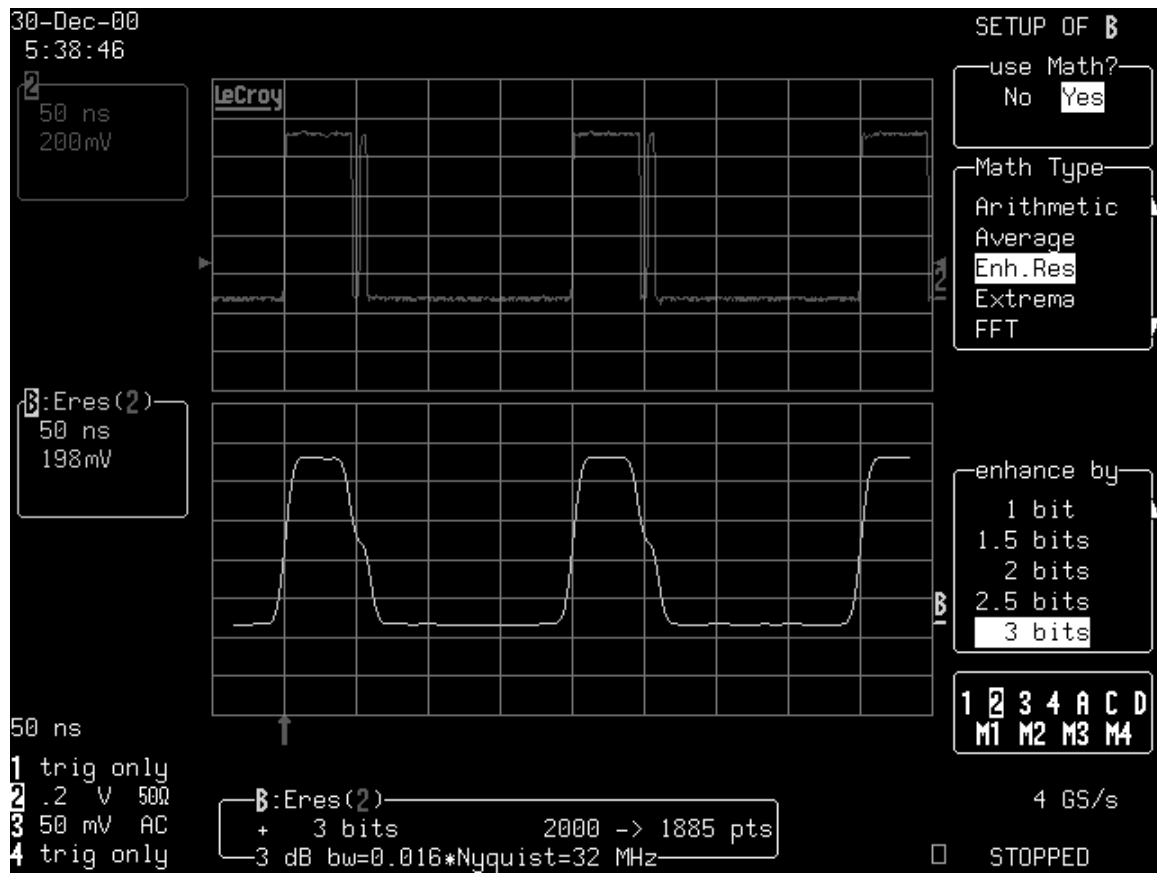 30-Dec-00
5:38:46
2
50 ns
200mV
LeCroy
2
B:Eres(2)
50 ns
198mV
B
50 ns
1 trig only
2 .2 V 50Ω
3 50 mV AC
4 trig only
B:Eres(2)
+ 3 bits 2000 -> 1885 pts
3 dB bw=0.016*Nyquist=32 MHz
SETUP OF B
use Math?
No Yes
Math Type
Arithmetic
Average
Enh.Res
Extrema
FFT
enhance by
1 bit
1.5 bits
2 bits
2.5 bits
3 bits
1 2 3 4 A C D
M1 M2 M3 M4
4 GS/s
STOPPED